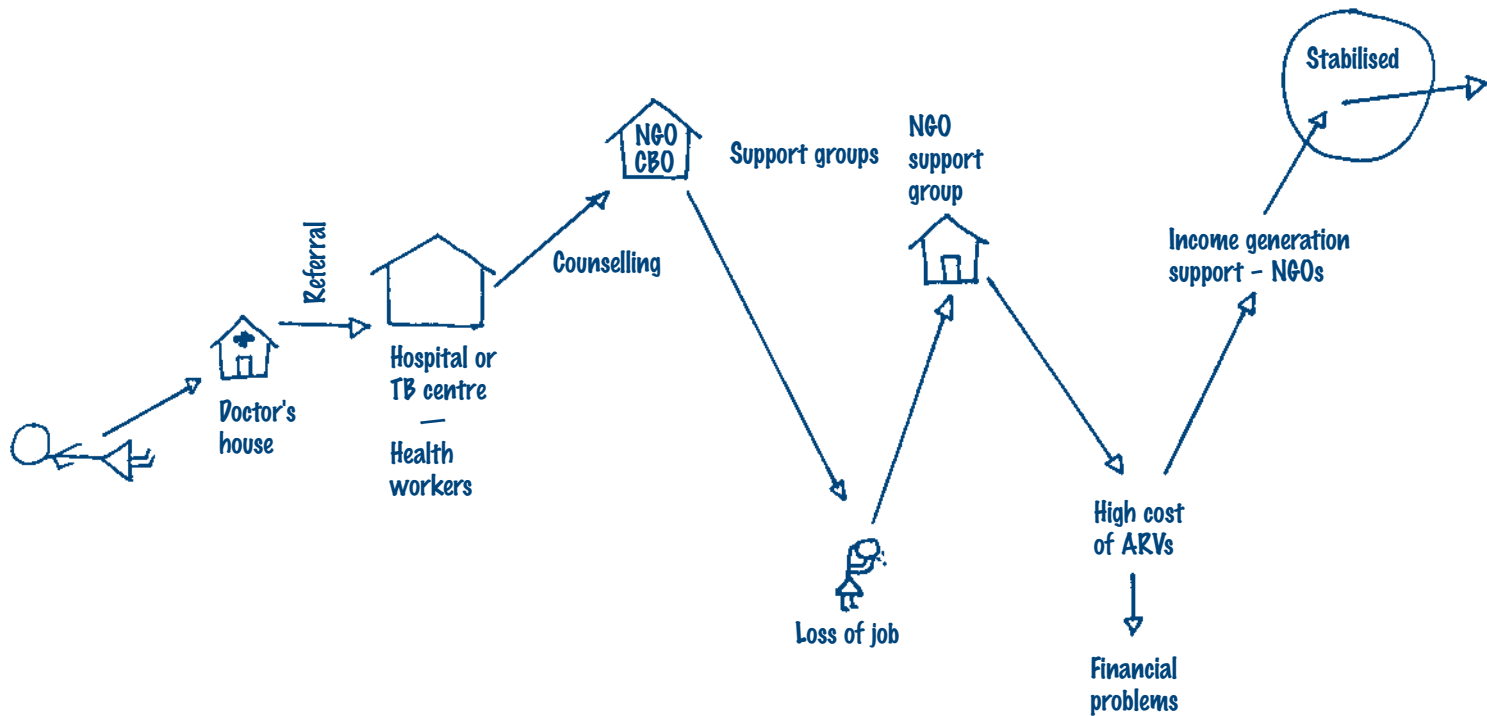 Doctor's
house
Referral
Hospital or
TB centre
—
Health
workers
Counselling
NGO
CBO
Support groups
Loss of job
NGO
support
group
High cost
of ARVs
Financial
problems
Income generation
support – NGOs
Stabilised